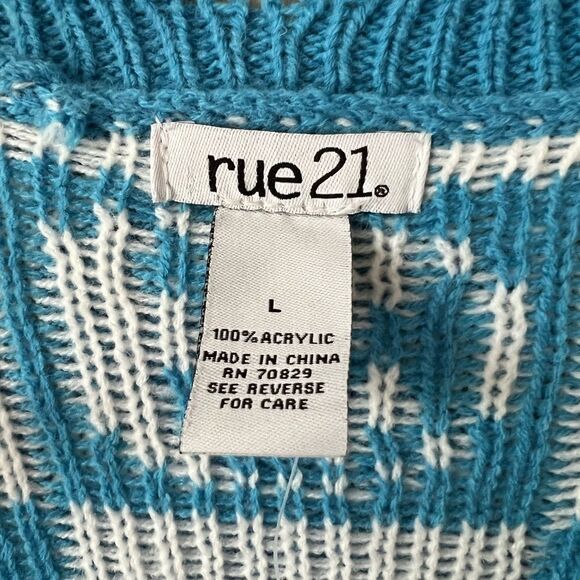 rue21®
L
100% ACRYLIC
MADE IN CHINA
RN 70829
SEE REVERSE
FOR CARE